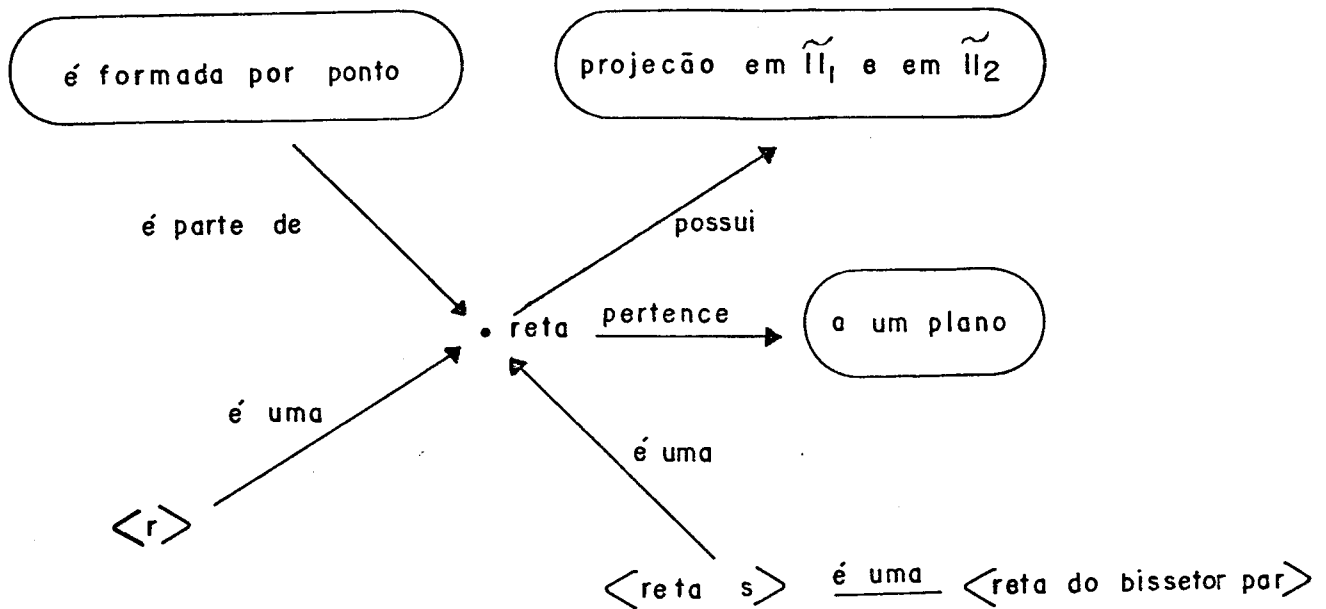 é formada por ponto
projecão em π̃₁ e em π̃₂
é parte de
possui
• reta
pertence
a um plano
é uma
é uma
<r>
<reta s> é uma <reta do bissetor par>